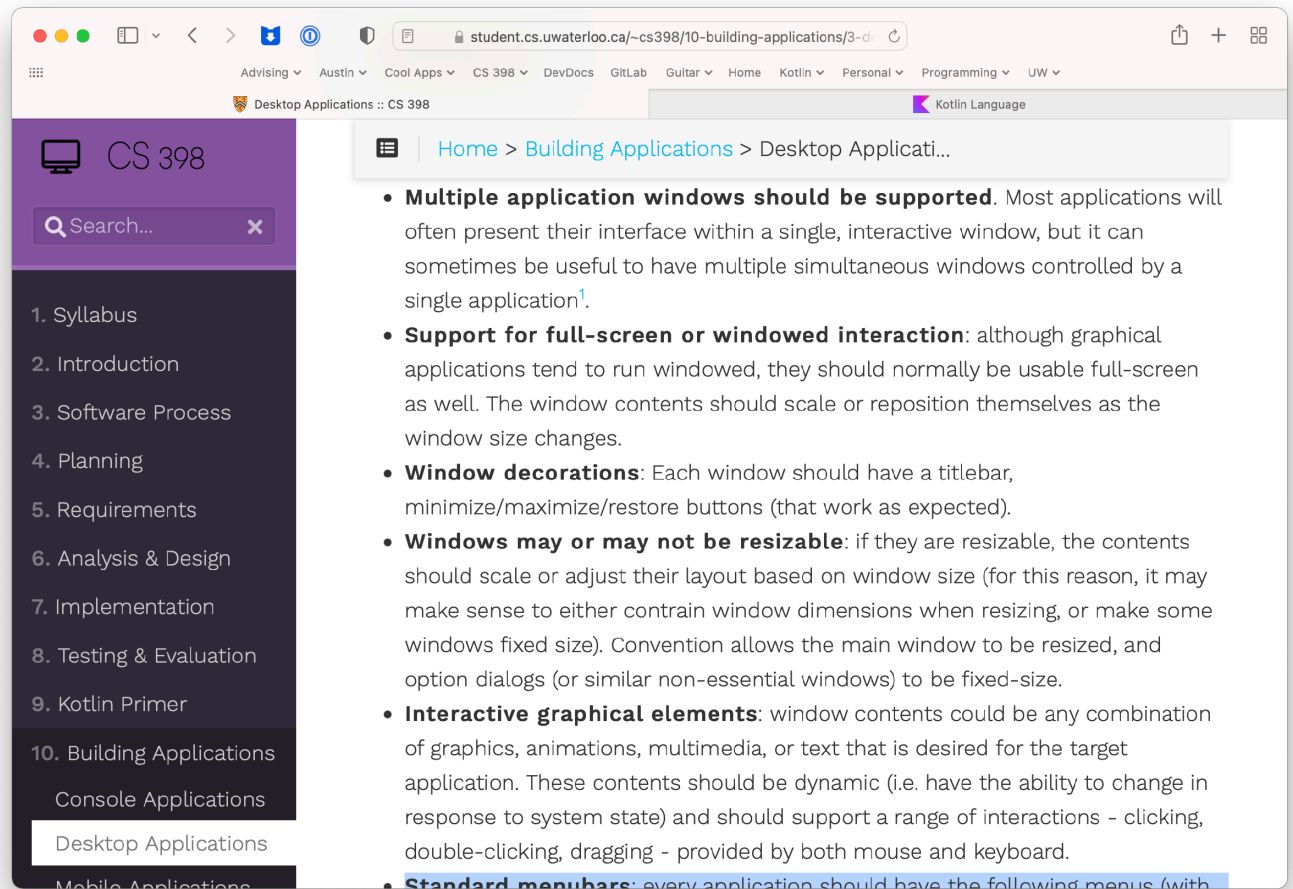 student.cs.uwaterloo.ca/~cs398/10-building-applications/3-d
Advising Austin Cool Apps CS 398 DevDocs GitLab Guitar Home Kotlin Personal Programming UW
Desktop Applications :: CS 398
Kotlin Language
CS 398
Search...
1. Syllabus
2. Introduction
3. Software Process
4. Planning
5. Requirements
6. Analysis & Design
7. Implementation
8. Testing & Evaluation
9. Kotlin Primer
10. Building Applications
Console Applications
Desktop Applications
Mobile Applications
Home > Building Applications > Desktop Applicati...
• Multiple application windows should be supported. Most applications will
often present their interface within a single, interactive window, but it can
sometimes be useful to have multiple simultaneous windows controlled by a
single application1.
• Support for full-screen or windowed interaction: although graphical
applications tend to run windowed, they should normally be usable full-screen
as well. The window contents should scale or reposition themselves as the
window size changes.
• Window decorations: Each window should have a titlebar,
minimize/maximize/restore buttons (that work as expected).
• Windows may or may not be resizable: if they are resizable, the contents
should scale or adjust their layout based on window size (for this reason, it may
make sense to either contrain window dimensions when resizing, or make some
windows fixed size). Convention allows the main window to be resized, and
option dialogs (or similar non-essential windows) to be fixed-size.
• Interactive graphical elements: window contents could be any combination
of graphics, animations, multimedia, or text that is desired for the target
application. These contents should be dynamic (i.e. have the ability to change in
response to system state) and should support a range of interactions - clicking,
double-clicking, dragging - provided by both mouse and keyboard.
• Standard menubars: every application should have the following menus (with